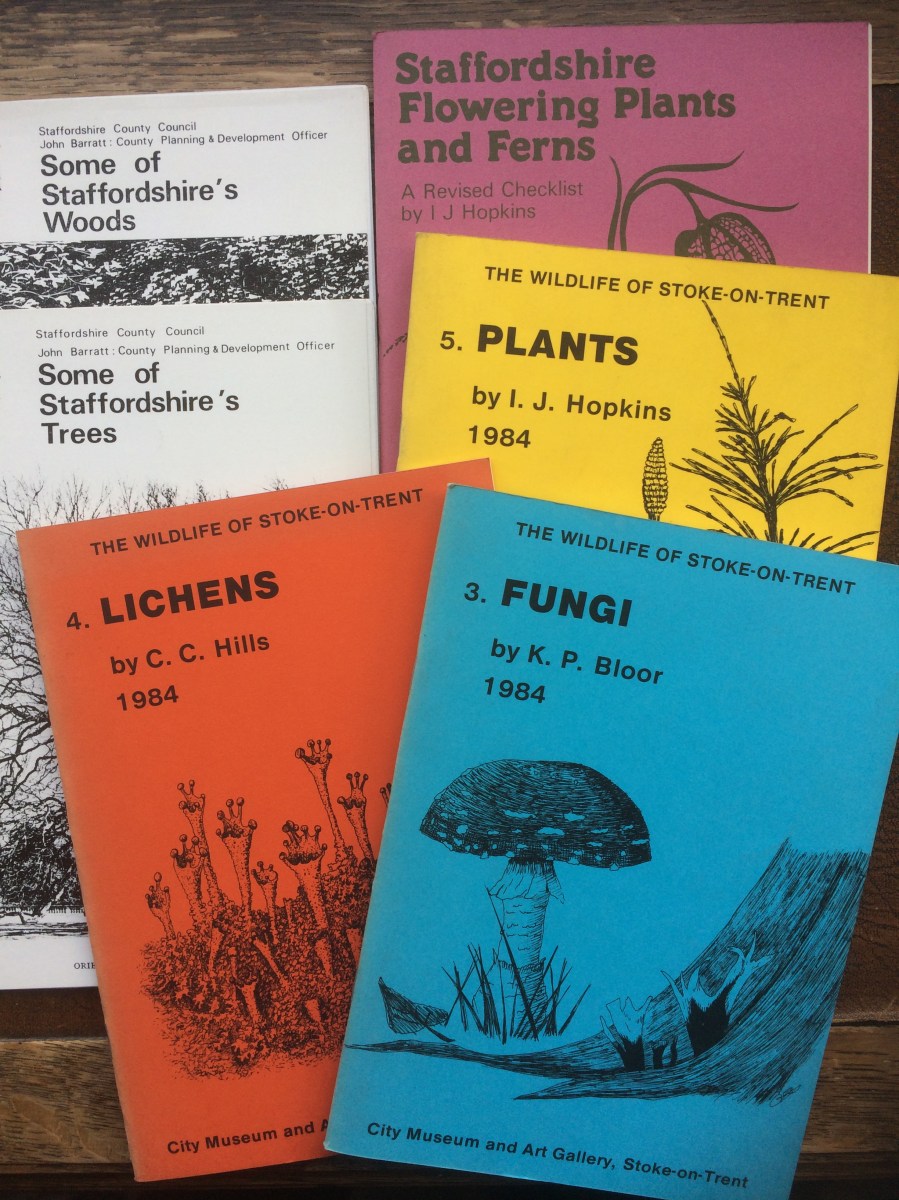 Staffordshire County Council
John Barratt : County Planning & Development Officer
Some of
Staffordshire's
Woods
Staffordshire County Council
John Barratt : County Planning & Development Officer
Some of
Staffordshire's
Trees
Staffordshire
Flowering Plants
and Ferns
A Revised Checklist
by I J Hopkins
THE WILDLIFE OF STOKE-ON-TRENT
5. PLANTS
by I. J. Hopkins
1984
THE WILDLIFE OF STOKE-ON-TRENT
4. LICHENS
by C. C. Hills
1984
City Museum and A
THE WILDLIFE OF STOKE-ON-TRENT
3. FUNGI
by K. P. Bloor
1984
City Museum and Art Gallery, Stoke-on-Trent
ORIE